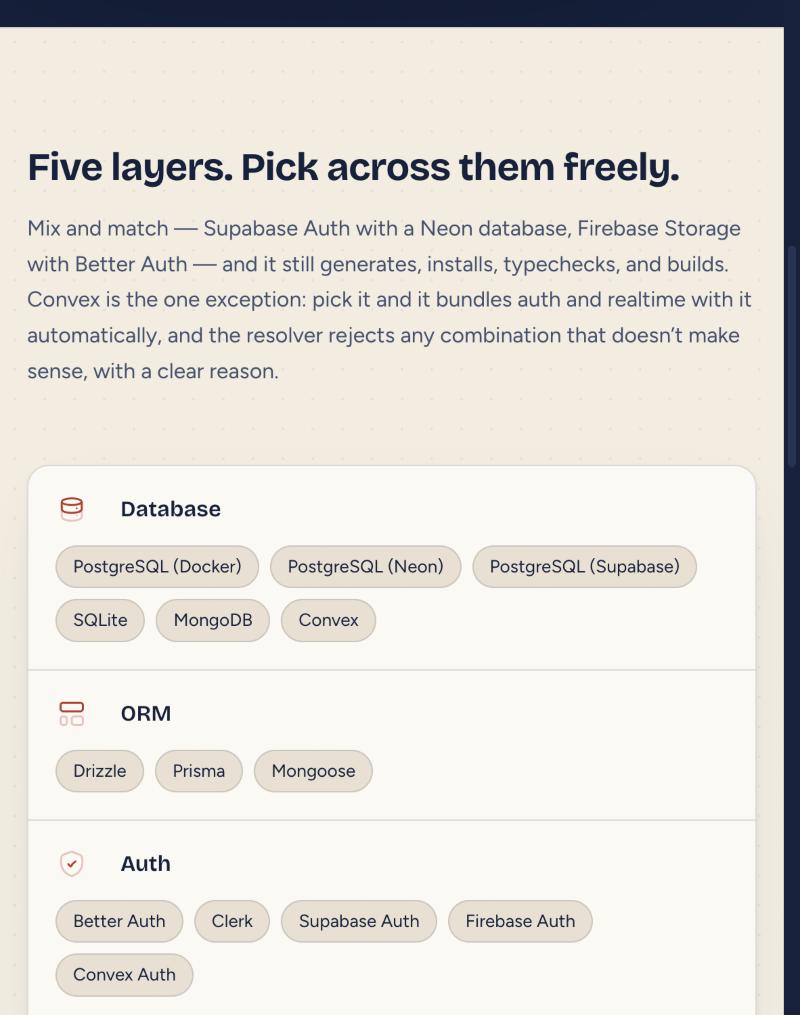 Five layers. Pick across them freely.
Mix and match — Supabase Auth with a Neon database, Firebase Storage
with Better Auth — and it still generates, installs, typechecks, and builds.
Convex is the one exception: pick it and it bundles auth and realtime with it
automatically, and the resolver rejects any combination that doesn’t make
sense, with a clear reason.
Database
PostgreSQL (Docker) PostgreSQL (Neon) PostgreSQL (Supabase)
SQLite MongoDB Convex
ORM
Drizzle Prisma Mongoose
Auth
Better Auth Clerk Supabase Auth Firebase Auth
Convex Auth